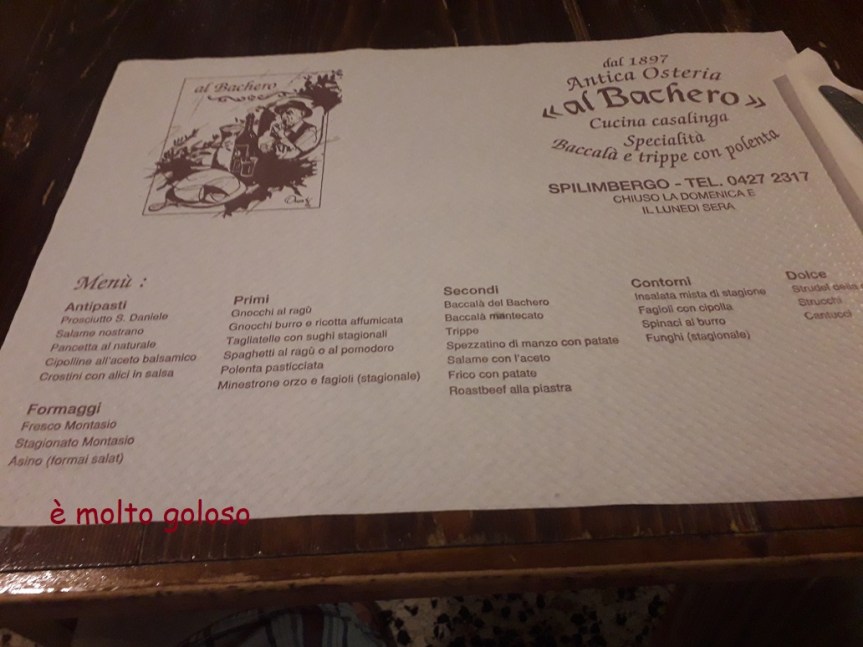 al Bachero
dal 1897
Antica Osteria
«al Bachero»
Cucina casalinga
Specialità
Baccalà e trippe con polenta
SPILIMBERGO - TEL. 0427 2317
CHIUSO LA DOMENICA E
IL LUNEDI SERA
Menù :
Antipasti
Prosciutto S. Daniele
Salame nostrano
Pancetta al naturale
Cipolline all'aceto balsamico
Crostini con alici in salsa
Primi
Gnocchi al ragù
Gnocchi burro e ricotta affumicata
Tagliatelle con sughi stagionali
Spaghetti al ragù o al pomodoro
Polenta pasticciata
Minestrone orzo e fagioli (stagionale)
Secondi
Baccalà del Bachero
Baccalà mantecato
Trippe
Spezzatino di manzo con patate
Salame con l'aceto
Frico con patate
Roastbeef alla piastra
Contorni
Insalata mista di stagione
Fagioli con cipolla
Spinaci al burro
Funghi (stagionale)
Dolce
Strudel della
Strucchi
Cantucci
Formaggi
Fresco Montasio
Stagionato Montasio
Asino (formai salat)
è molto goloso